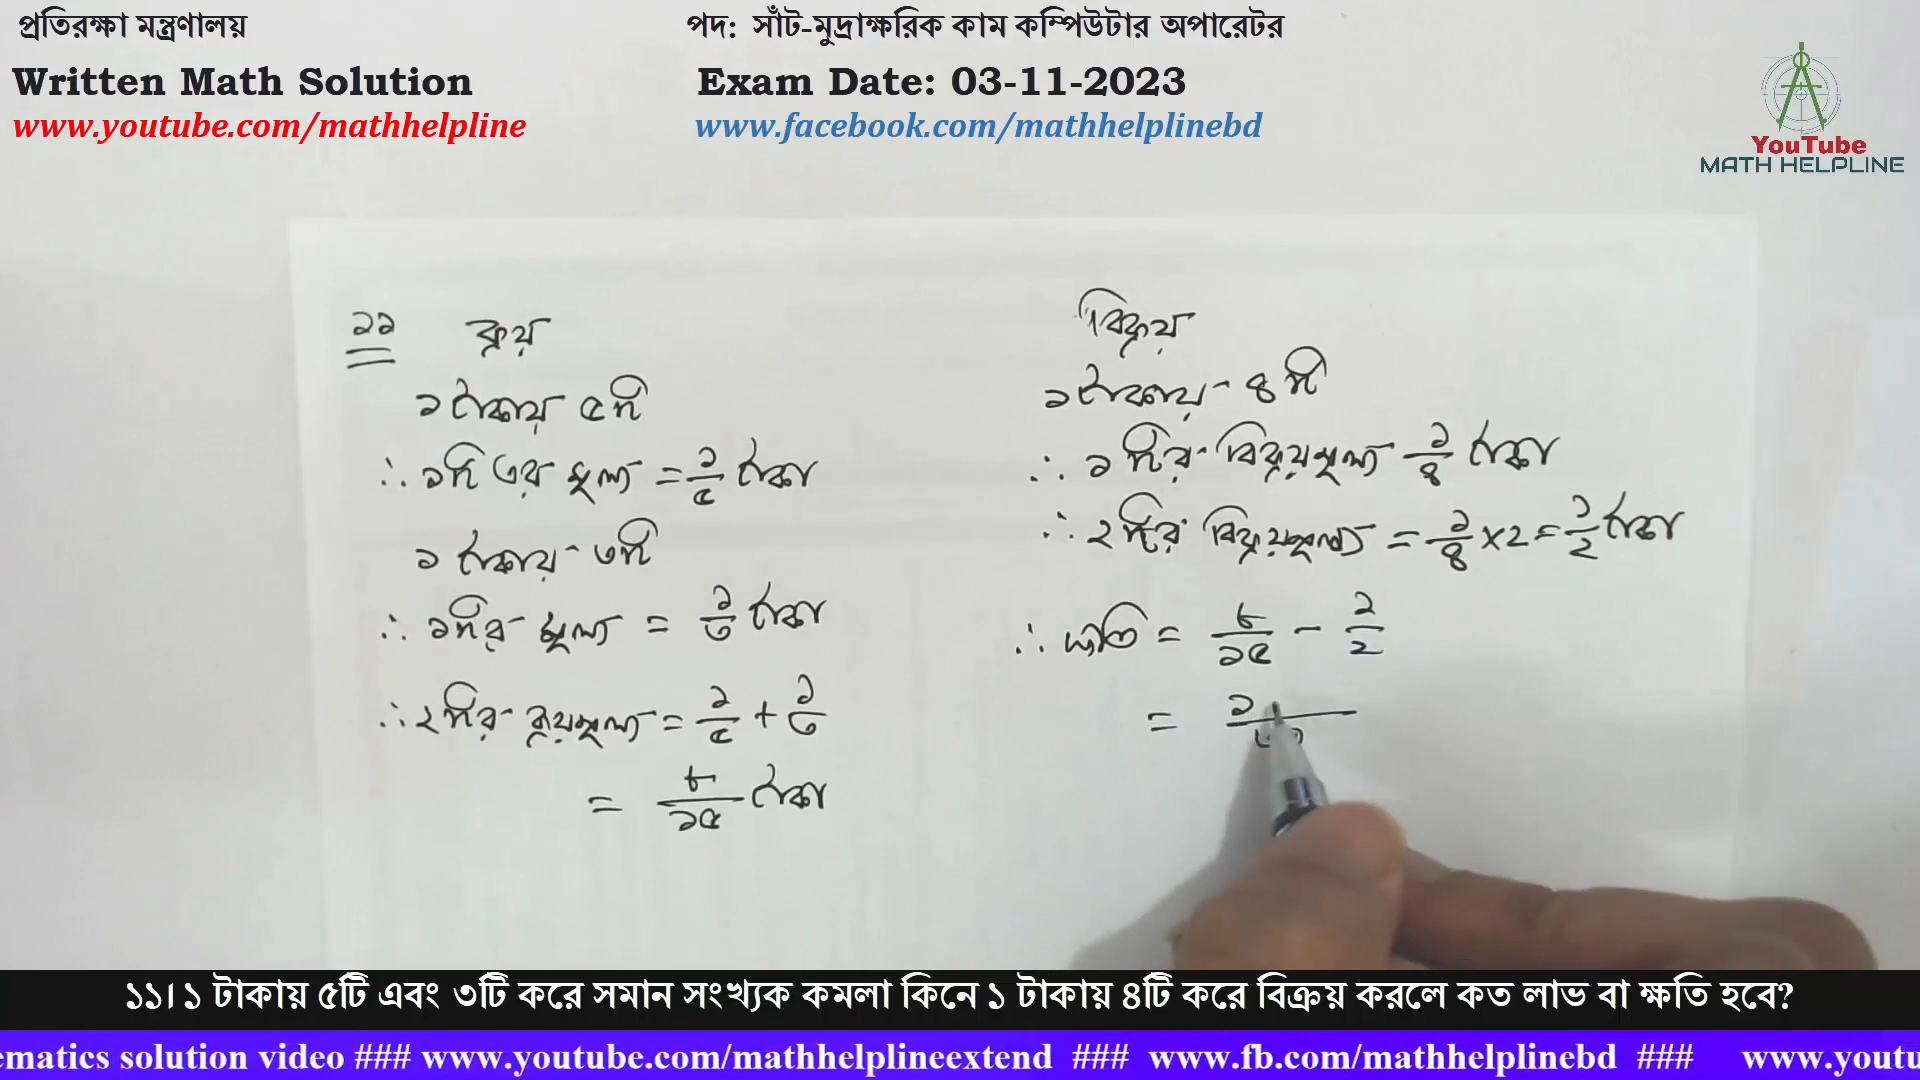 প্রতিরক্ষা মন্ত্রণালয়
পদ: সাঁট-মুদ্রাক্ষরিক কাম কম্পিউটার অপারেটর
Written Math Solution
Exam Date: 03-11-2023
www.youtube.com/mathhelpline
www.facebook.com/mathhelplinebd
YouTube
MATH HELPLINE
১১ ক্রয়
১ টাকায় ৫টি
∴ ১টি এর মূল্য = ১/৫ টাকা
১ টাকায় ৩টি
∴ ১টির মূল্য = ১/৩ টাকা
∴ ২টির ক্রয়মূল্য = ১/৫ + ১/৩
= ৮/১৫ টাকা
বিক্রয়
১ টাকায় ৪টি
∴ ১টির বিক্রয়মূল্য ১/৪ টাকা
∴ ২টির বিক্রয়মূল্য = ১/৪ × ২ = ১/২ টাকা
∴ ক্ষতি = ৮/১৫ - ১/২
= ১
১১। ১ টাকায় ৫টি এবং ৩টি করে সমান সংখ্যক কমলা কিনে ১ টাকায় ৪টি করে বিক্রয় করলে কত লাভ বা ক্ষতি হবে?
ematics solution video ### www.youtube.com/mathhelplineextend ### www.fb.com/mathhelplinebd ### www.youtu